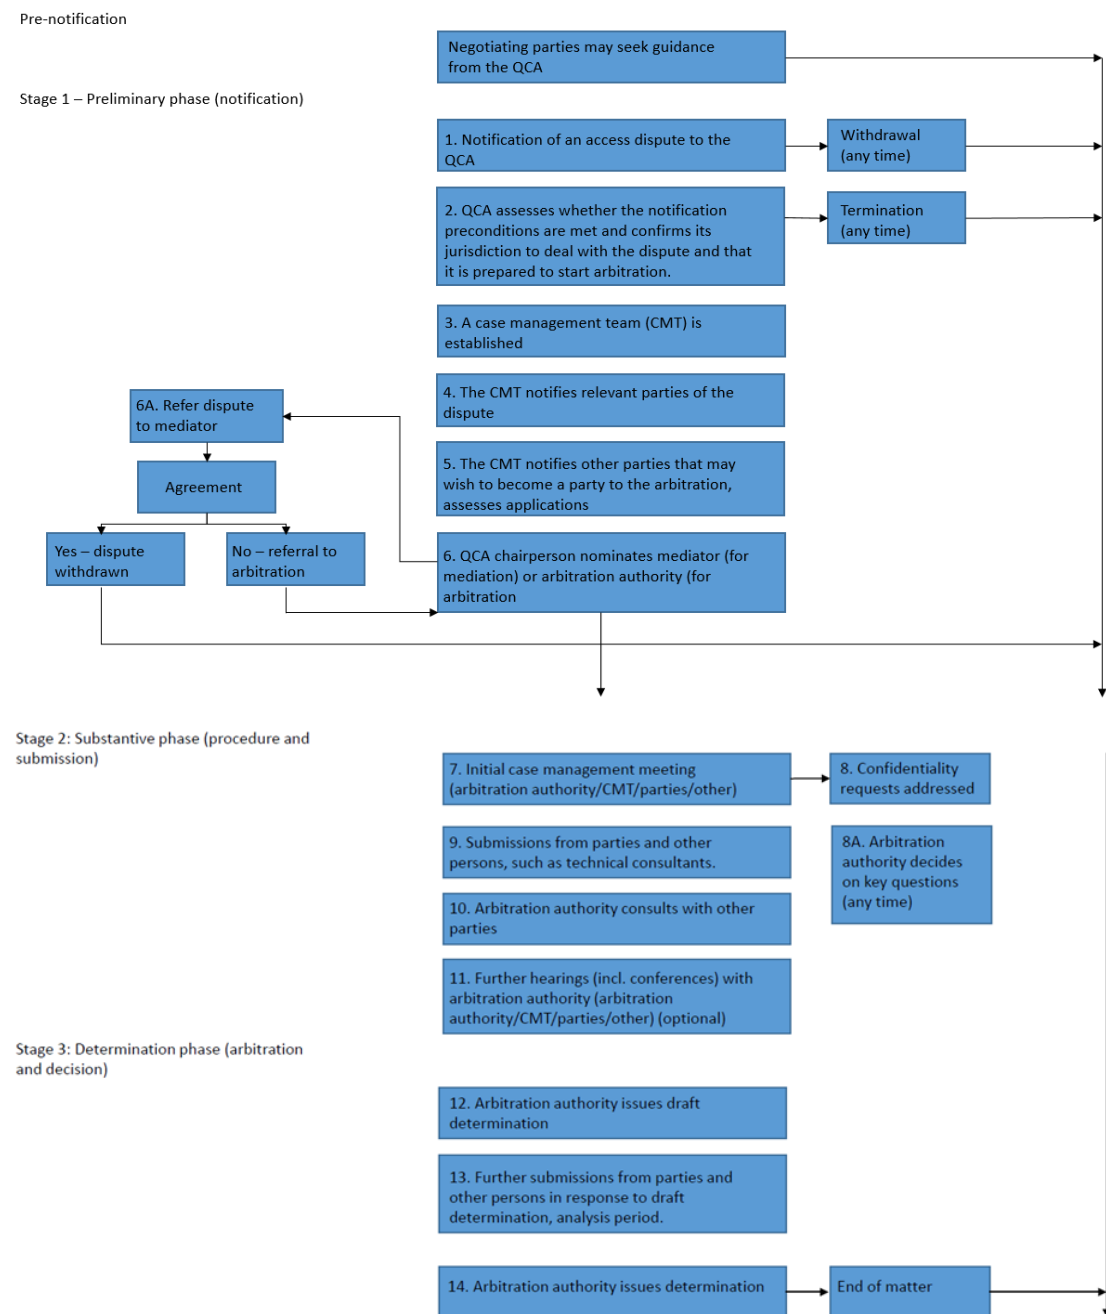 Pre-notification
Negotiating parties may seek guidance
from the QCA
Stage 1 – Preliminary phase (notification)
1. Notification of an access dispute to the
QCA
Withdrawal
(any time)
2. QCA assesses whether the notification
preconditions are met and confirms its
jurisdiction to deal with the dispute and that
it is prepared to start arbitration.
Termination
(any time)
3. A case management team (CMT) is
established
4. The CMT notifies relevant parties of the
dispute
6A. Refer dispute
to mediator
5. The CMT notifies other parties that may
wish to become a party to the arbitration,
assesses applications
Agreement
Yes – dispute
withdrawn
No – referral to
arbitration
6. QCA chairperson nominates mediator (for
mediation) or arbitration authority (for
arbitration
Stage 2: Substantive phase (procedure and
submission)
7. Initial case management meeting
(arbitration authority/CMT/parties/other)
8. Confidentiality
requests addressed
9. Submissions from parties and other
persons, such as technical consultants.
8A. Arbitration
authority decides
on key questions
(any time)
10. Arbitration authority consults with other
parties
11. Further hearings (incl. conferences) with
arbitration authority (arbitration
authority/CMT/parties/other) (optional)
Stage 3: Determination phase (arbitration
and decision)
12. Arbitration authority issues draft
determination
13. Further submissions from parties and
other persons in response to draft
determination, analysis period.
14. Arbitration authority issues determination
End of matter